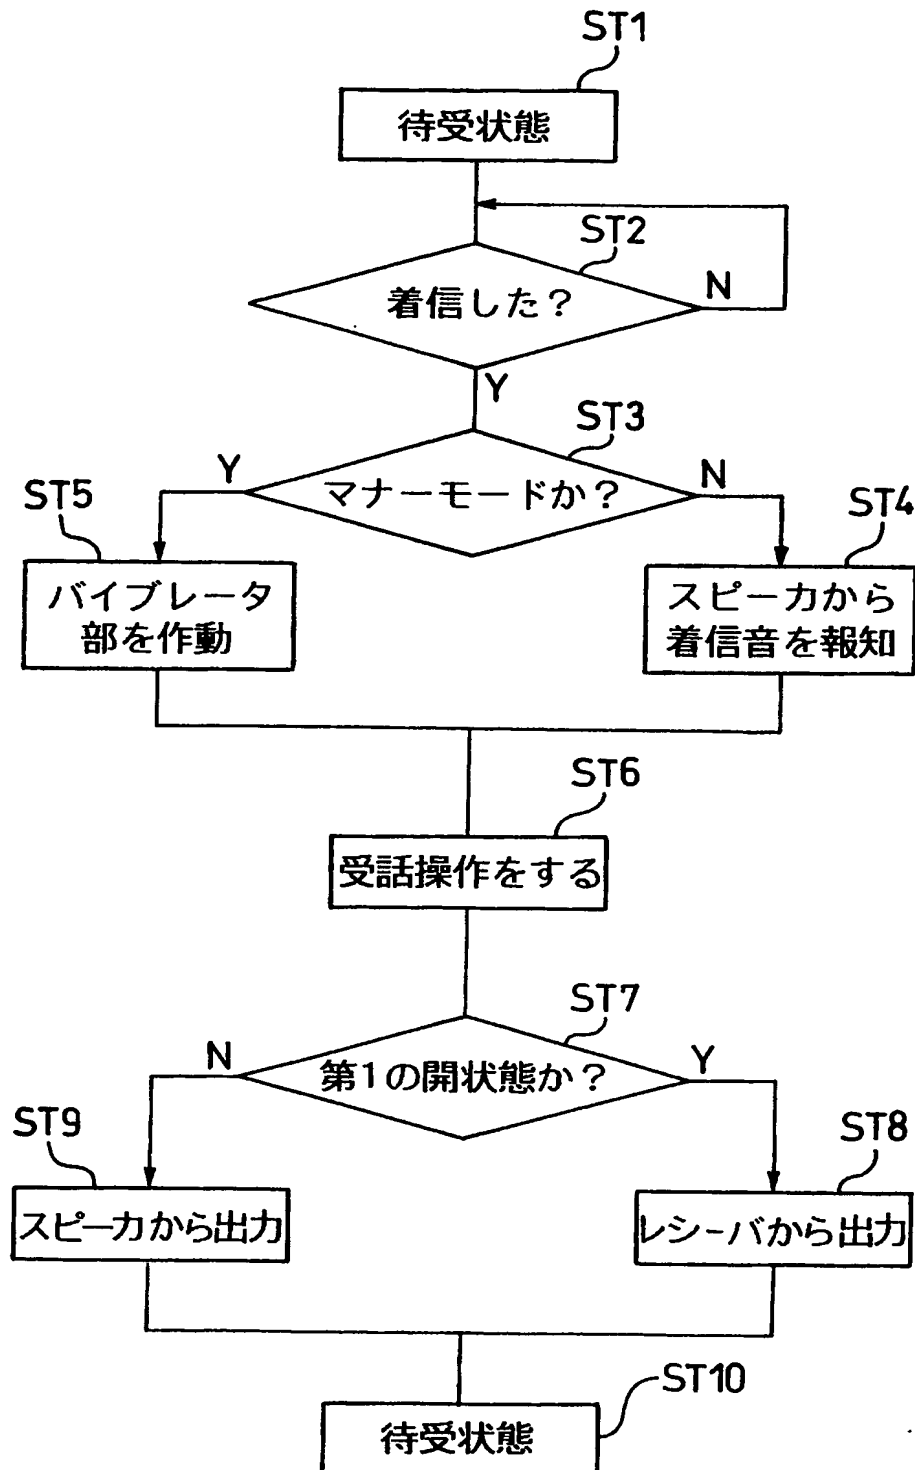 ST1
待受状態
ST2
着信した？
N
Y
ST3
マナーモードか？
Y
N
ST5
バイブレータ
部を作動
ST4
スピーカから
着信音を報知
ST6
受話操作をする
ST7
第1の開状態か？
N
Y
ST9
スピーカから出力
ST8
レシーバから出力
ST10
待受状態